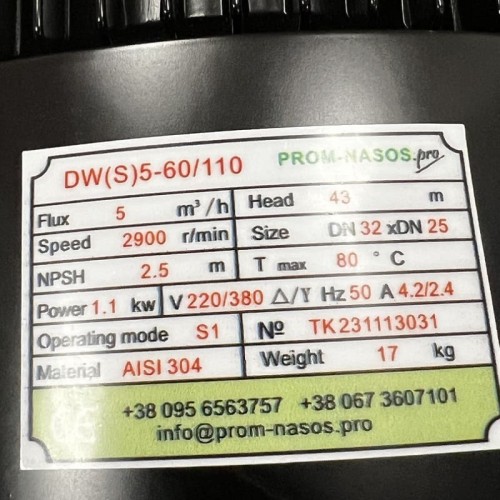 DW(S)5-60/110 PROM-NASOS.pro
Flux 5 m³/h Head 43 m
Speed 2900 r/min Size DN 32 xDN 25
NPSH 2.5 m T max 80 °C
Power 1.1 kw V 220/380 Δ/Y Hz 50 A 4.2/2.4
Operating mode S1 № TK231113031
Material AISI 304 Weight 17 kg
CE +38 095 6563757 +38 067 3607101
info@prom-nasos.pro